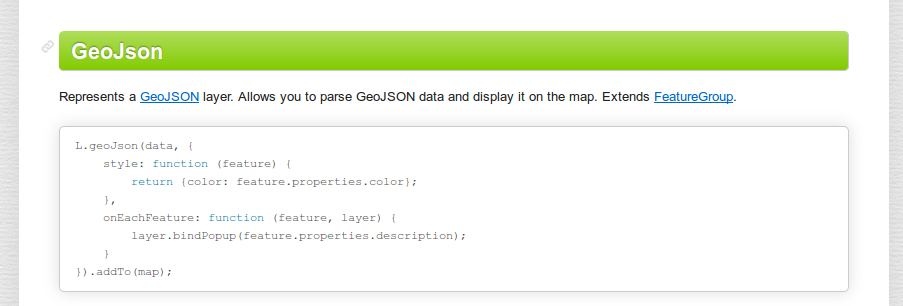 GeoJson
Represents a GeoJSON layer. Allows you to parse GeoJSON data and display it on the map. Extends FeatureGroup.
L.geoJson(data, {
    style: function (feature) {
        return {color: feature.properties.color};
    },
    onEachFeature: function (feature, layer) {
        layer.bindPopup(feature.properties.description);
    }
}).addTo(map);